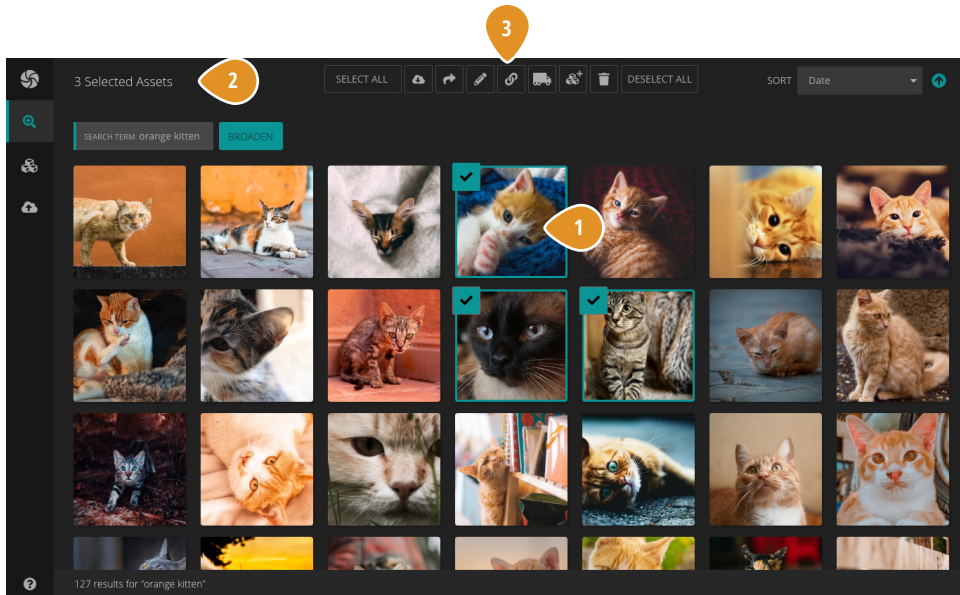 3
3 Selected Assets
2
SELECT ALL
DESELECT ALL
SORT
Date
SEARCH TERM orange kitten
BROADEN
1
127 results for "orange kitten"